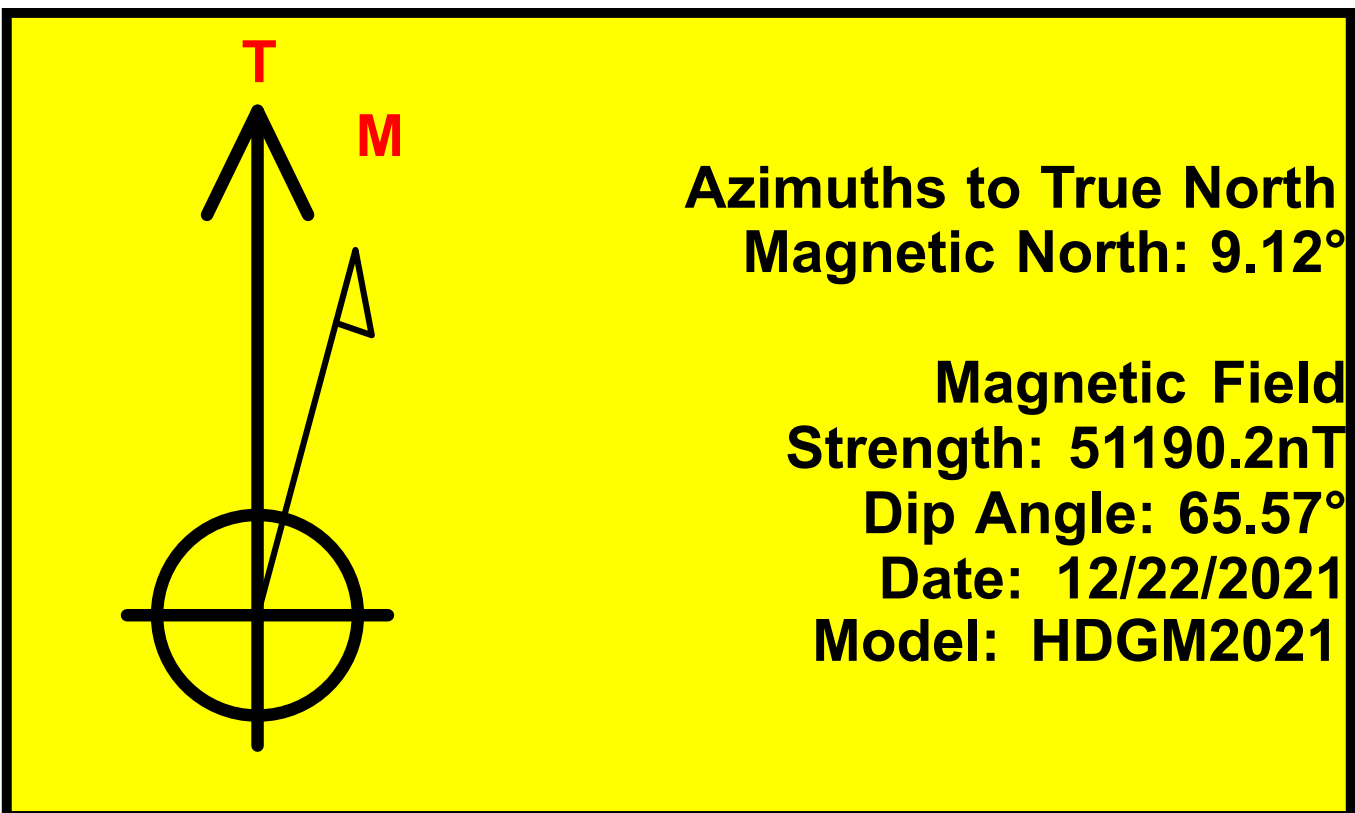 T
M
Azimuths to True North
Magnetic North: 9.12°
Magnetic Field
Strength: 51190.2nT
Dip Angle: 65.57°
Date: 12/22/2021
Model: HDGM2021